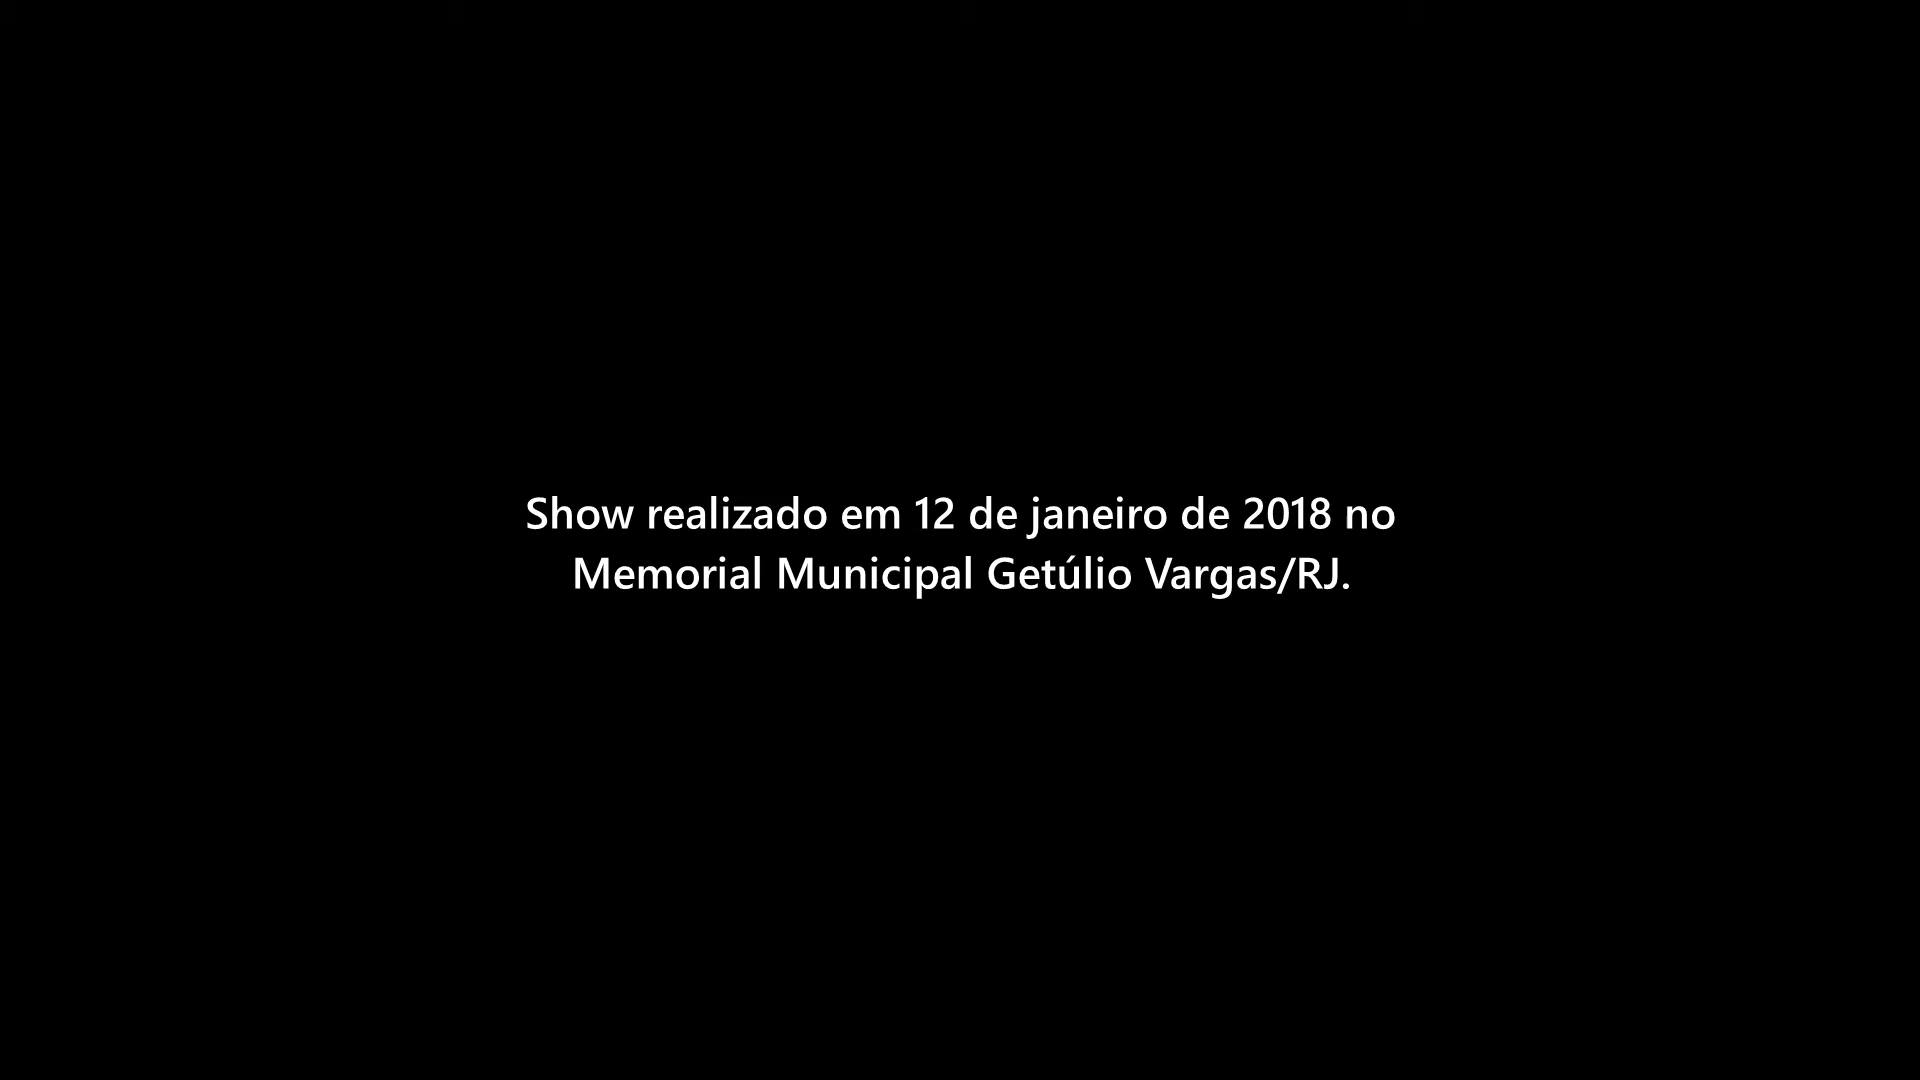 Show realizado em 12 de janeiro de 2018 no
Memorial Municipal Getúlio Vargas/RJ.